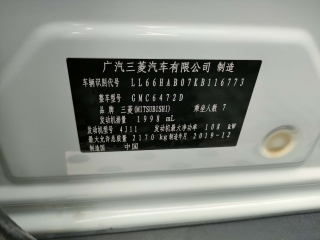 广汽三菱汽车有限公司 制造
车辆识别代号 LL66HAB07KB116773
整车型号 GMC6472D
品牌 三菱(MITSUBISHI) 乘坐人数 7
发动机排量 1998 mL
发动机型号 4J11 发动机最大净功率 108 kW
最大允许总质量 2170 kg 制造年月 2019-12
制造国 中国